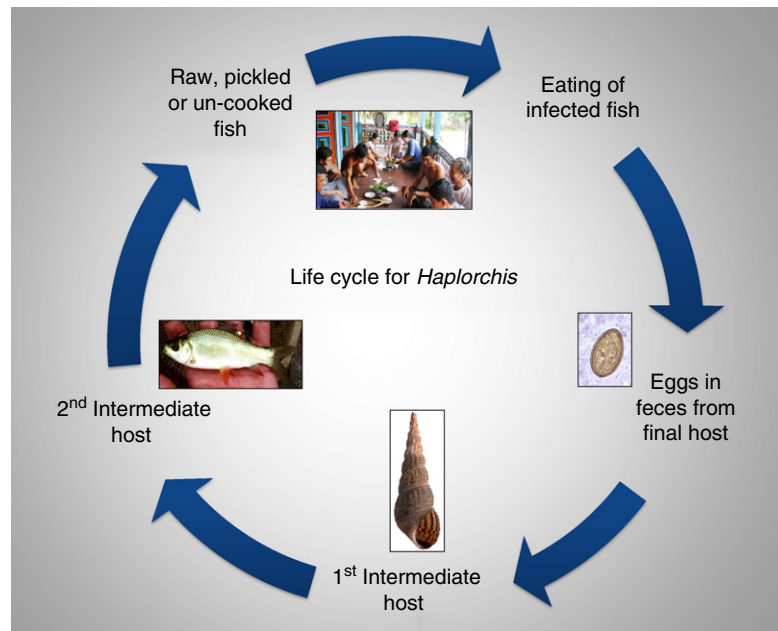 Raw, pickled
or un-cooked
fish
Eating of
infected fish
Life cycle for Haplorchis
Eggs in
feces from
final host
2nd Intermediate
host
1st Intermediate
host